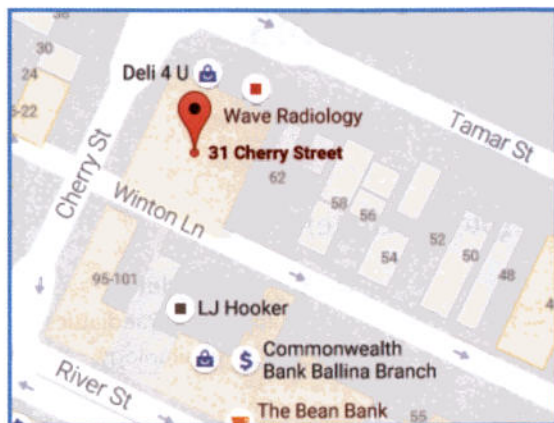 30
24
Deli 4 U
Wave Radiology
31 Cherry Street
Tamar St
Cherry St
62
58
56
54
52
50
48
Winton Ln
95-101
LJ Hooker
$
Commonwealth
Bank Ballina Branch
River St
The Bean Bank
55